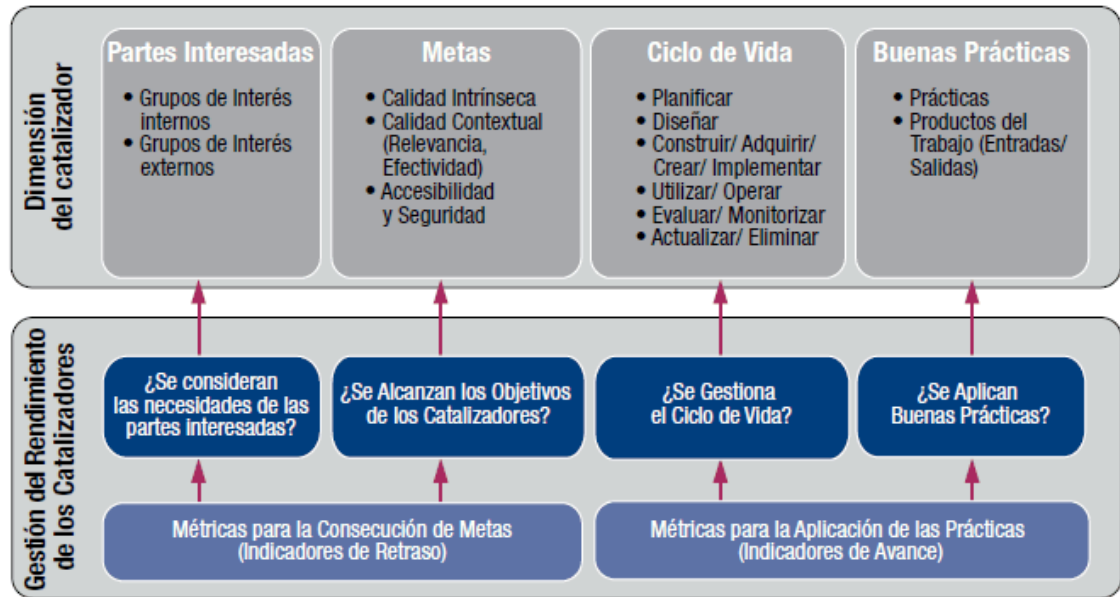 Dimensión
del catalizador
Partes Interesadas
• Grupos de Interés
internos
• Grupos de Interés
externos
Metas
• Calidad Intrínseca
• Calidad Contextual
(Relevancia,
Efectividad)
• Accesibilidad
y Seguridad
Ciclo de Vida
• Planificar
• Diseñar
• Construir/ Adquirir/
Crear/ Implementar
• Utilizar/ Operar
• Evaluar/ Monitorizar
• Actualizar/ Eliminar
Buenas Prácticas
• Prácticas
• Productos del
Trabajo (Entradas/
Salidas)
Gestión del Rendimiento
de los Catalizadores
¿Se consideran
las necesidades de las
partes interesadas?
¿Se Alcanzan los Objetivos
de los Catalizadores?
¿Se Gestiona
el Ciclo de Vida?
¿Se Aplican
Buenas Prácticas?
Métricas para la Consecución de Metas
(Indicadores de Retraso)
Métricas para la Aplicación de las Prácticas
(Indicadores de Avance)